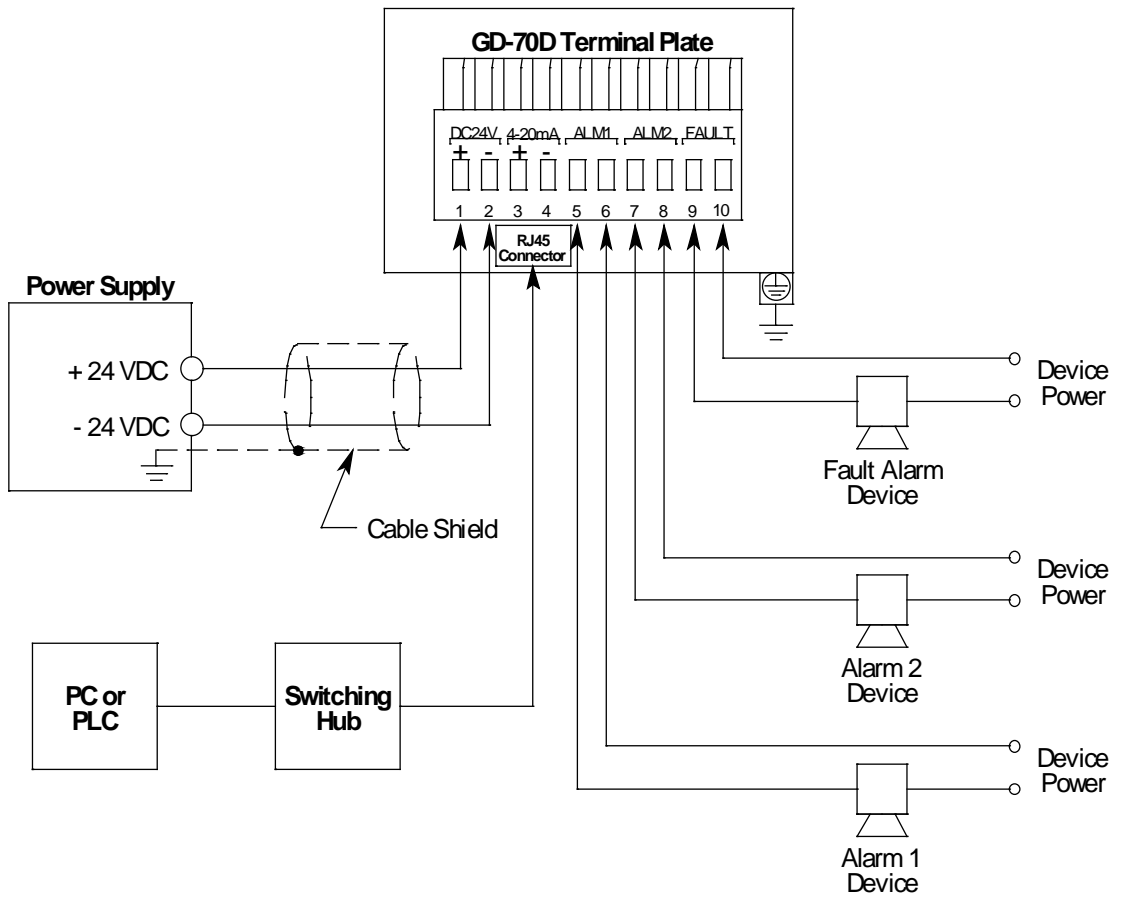 GD-70D Terminal Plate
DC24V 4-20mA ALM1 ALM2 FAULT
+ - + -
1 2 3 4 5 6 7 8 9 10
RJ45
Connector
Power Supply
+ 24 VDC
- 24 VDC
Cable Shield
Device
Power
Fault Alarm
Device
Device
Power
Alarm 2
Device
PC or
PLC
Switching
Hub
Device
Power
Alarm 1
Device